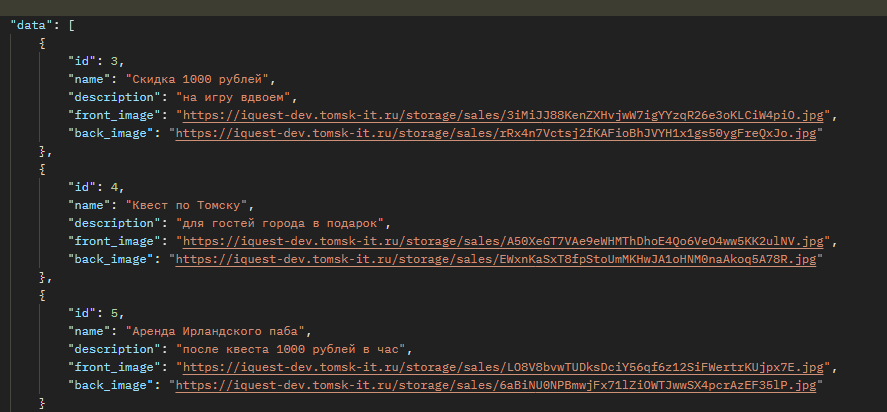 "data": [
{
"id": 3,
"name": "Скидка 1000 рублей",
"description": "на игру вдвоем",
"front_image": "https://iquest-dev.tomsk-it.ru/storage/sales/3iMiJJ88KenZXHvjwW7igYYzqR26e3oKLCiW4piO.jpg",
"back_image": "https://iquest-dev.tomsk-it.ru/storage/sales/rRx4n7Vctsj2fKAFioBhJVYH1x1gs50ygFreQxJo.jpg"
},
{
"id": 4,
"name": "Квест по Томску",
"description": "для гостей города в подарок",
"front_image": "https://iquest-dev.tomsk-it.ru/storage/sales/A50XeGT7VAe9eWHMThDhoE4Qo6VeO4ww5KK2ulNV.jpg",
"back_image": "https://iquest-dev.tomsk-it.ru/storage/sales/EWxnKaSxT8fpStoUmMKHwJA1oHNM0naAkoq5A78R.jpg"
},
{
"id": 5,
"name": "Аренда Ирландского паба",
"description": "после квеста 1000 рублей в час",
"front_image": "https://iquest-dev.tomsk-it.ru/storage/sales/LO8V8bvwTUDksDciY56qf6z12SiFWertrKUjpx7E.jpg",
"back_image": "https://iquest-dev.tomsk-it.ru/storage/sales/6aBiNU0NPBmwjFx71lZiOWTJwwSX4pcrAzEF35lP.jpg"
}